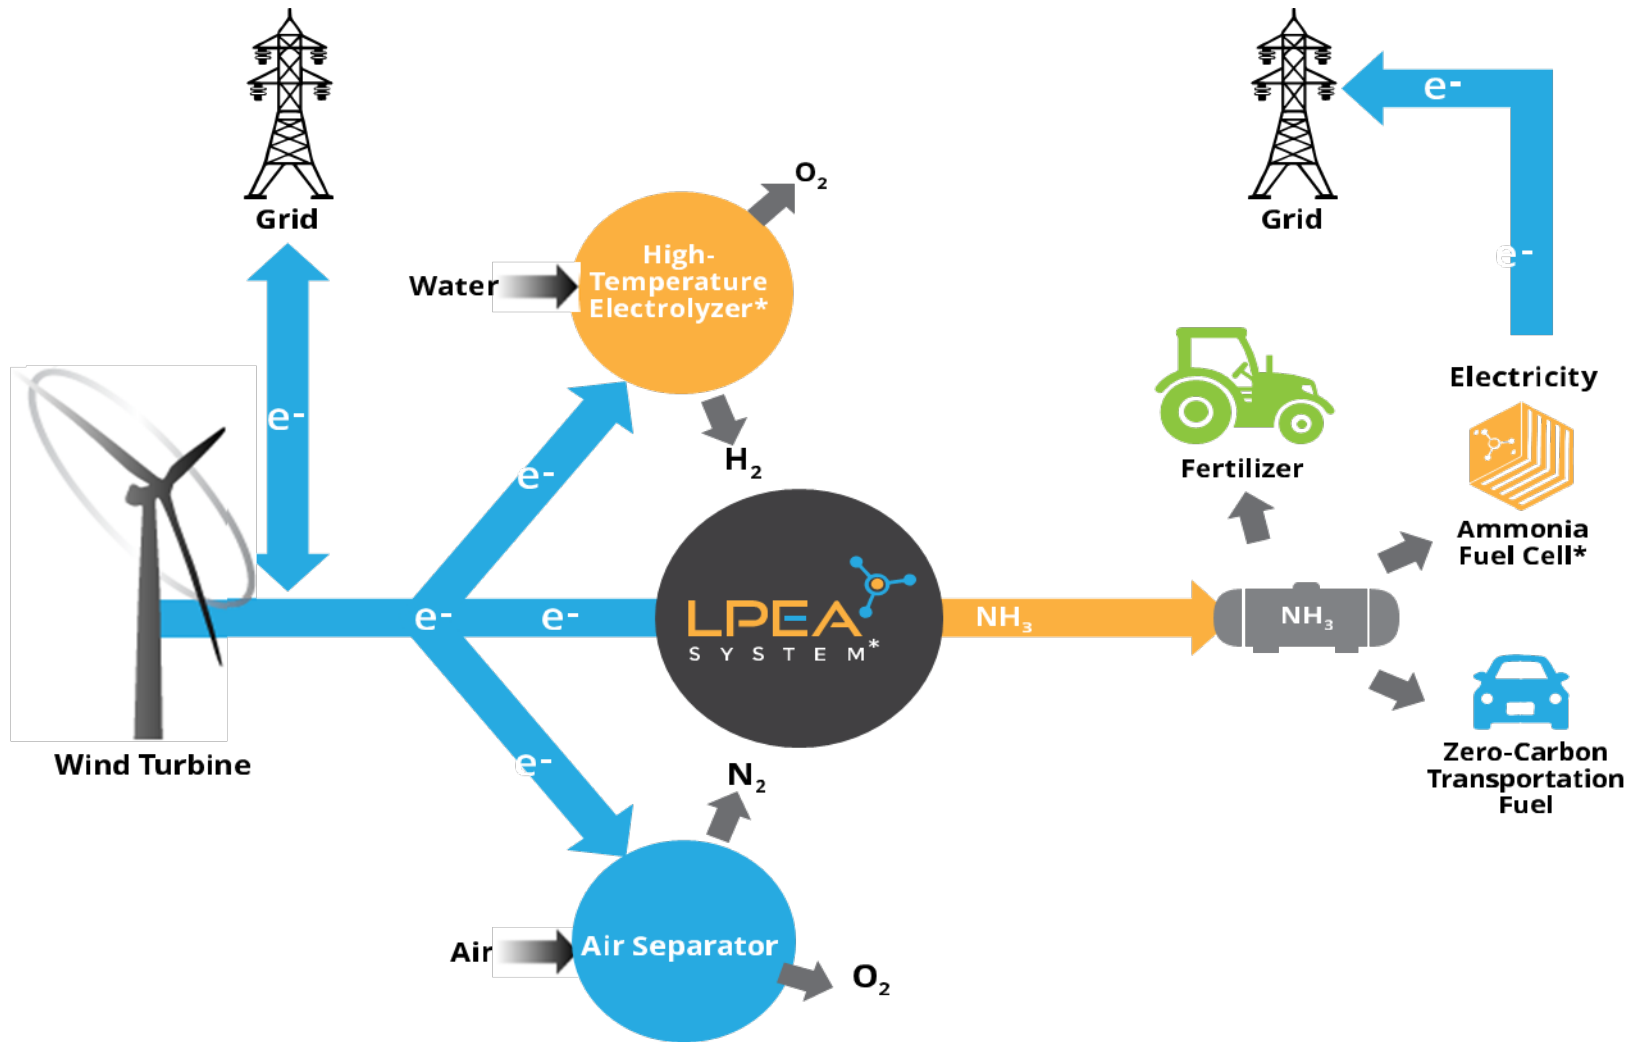 Grid
e-
Wind Turbine
e-
e-
e-
e-
Water
High-
Temperature
Electrolyzer*
O₂
H₂
LPEA
SYSTEM*
N₂
Air
Air Separator
O₂
NH₃
NH₃
Fertilizer
Grid
e-
e-
Electricity
Ammonia
Fuel Cell*
Zero-Carbon
Transportation
Fuel